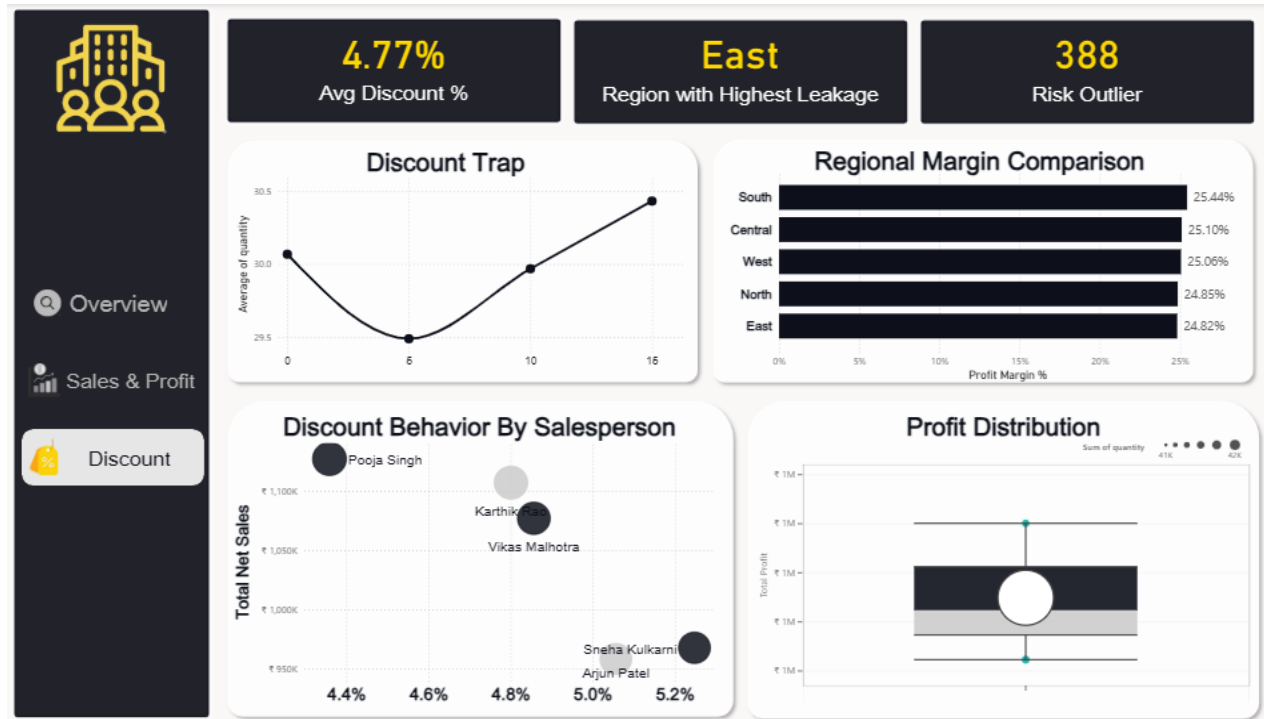 4.77%
Avg Discount %
East
Region with Highest Leakage
388
Risk Outlier
Overview
Sales & Profit
Discount
Discount Trap
Average of quantity
30.5
30.0
29.5
0
6
10
16
Regional Margin Comparison
South
25.44%
Central
25.10%
West
25.06%
North
24.85%
East
24.82%
0%
5%
10%
15%
20%
25%
Profit Margin %
Discount Behavior By Salesperson
Total Net Sales
₹ 1,100K
₹ 1,050K
₹ 1,000K
₹ 950K
Pooja Singh
Karthik Rao
Vikas Malhotra
Sneha Kulkarni
Arjun Patel
4.4%
4.6%
4.8%
5.0%
5.2%
Profit Distribution
Sum of quantity
41K
42K
Total Profit
₹ 1M
₹ 1M
₹ 1M
₹ 1M
₹ 1M